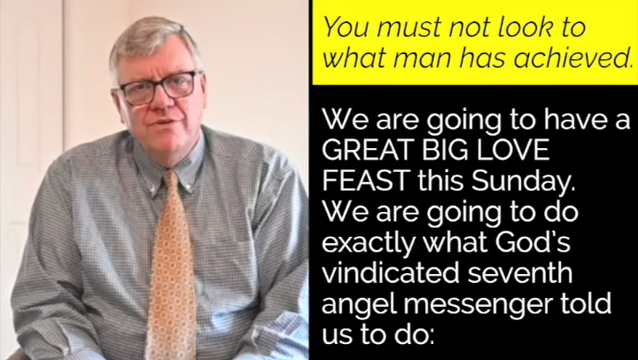 You must not look to
what man has achieved.
We are going to have a
GREAT BIG LOVE
FEAST this Sunday.
We are going to do
exactly what God's
vindicated seventh
angel messenger told
us to do: